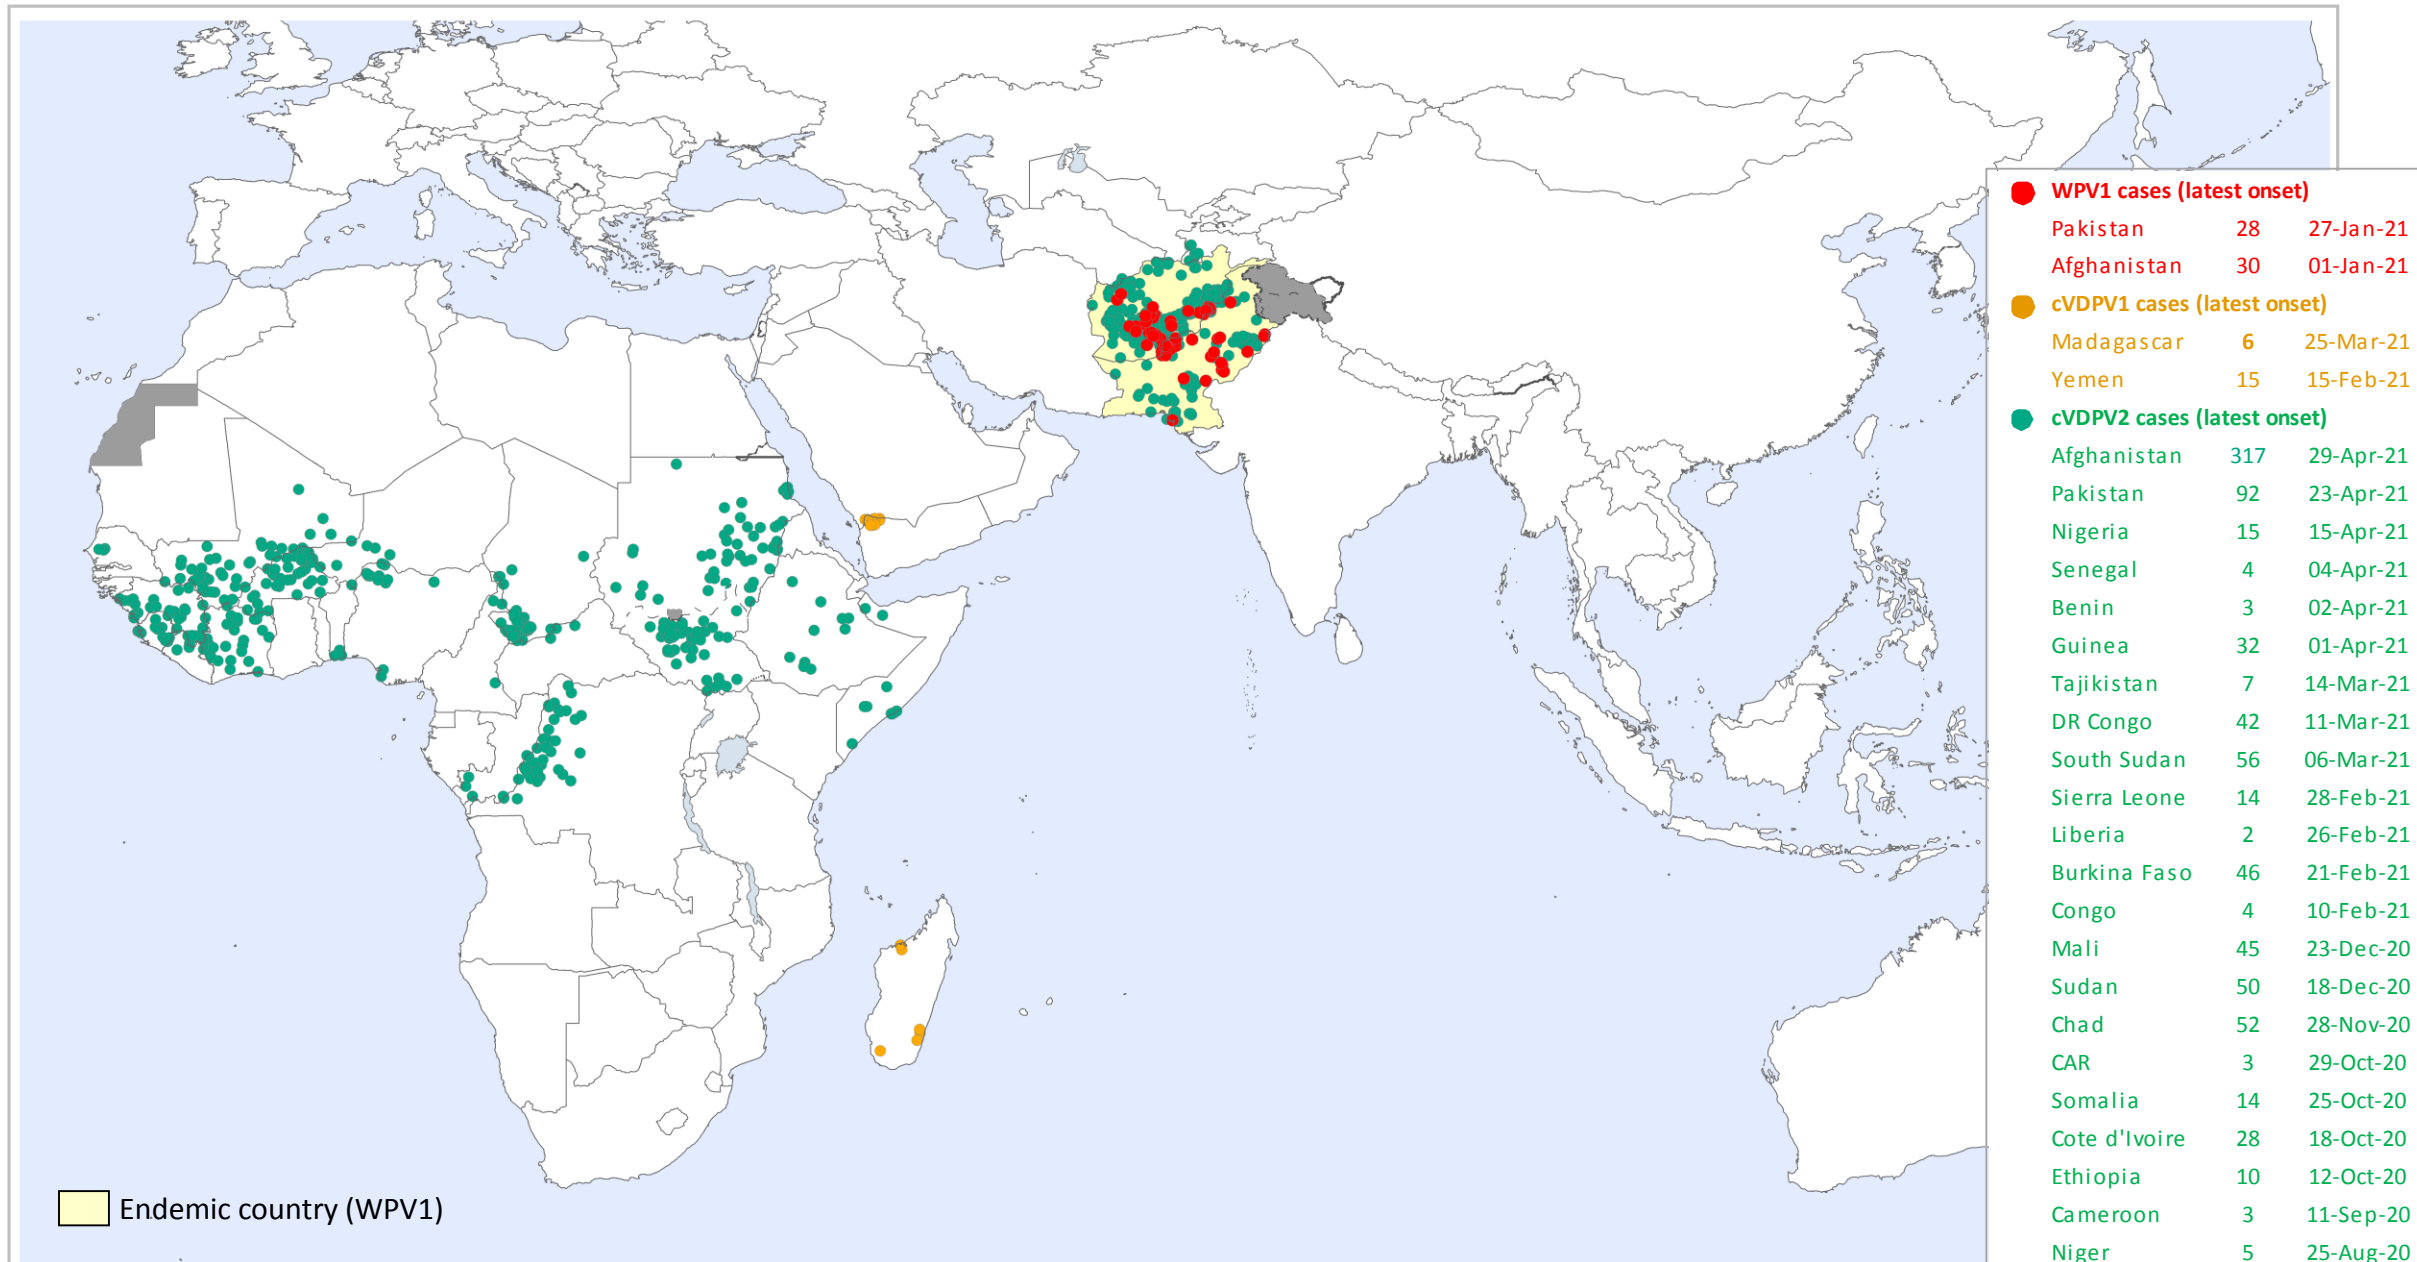 WPV1 cases (latest onset)
Pakistan 28 27-Jan-21
Afghanistan 30 01-Jan-21
cVDPV1 cases (latest onset)
Madagascar 6 25-Mar-21
Yemen 15 15-Feb-21
cVDPV2 cases (latest onset)
Afghanistan 317 29-Apr-21
Pakistan 92 23-Apr-21
Nigeria 15 15-Apr-21
Senegal 4 04-Apr-21
Benin 3 02-Apr-21
Guinea 32 01-Apr-21
Tajikistan 7 14-Mar-21
DR Congo 42 11-Mar-21
South Sudan 56 06-Mar-21
Sierra Leone 14 28-Feb-21
Liberia 2 26-Feb-21
Burkina Faso 46 21-Feb-21
Congo 4 10-Feb-21
Mali 45 23-Dec-20
Sudan 50 18-Dec-20
Chad 52 28-Nov-20
CAR 3 29-Oct-20
Somalia 14 25-Oct-20
Cote d'Ivoire 28 18-Oct-20
Ethiopia 10 12-Oct-20
Cameroon 3 11-Sep-20
Niger 5 25-Aug-20
Endemic country (WPV1)